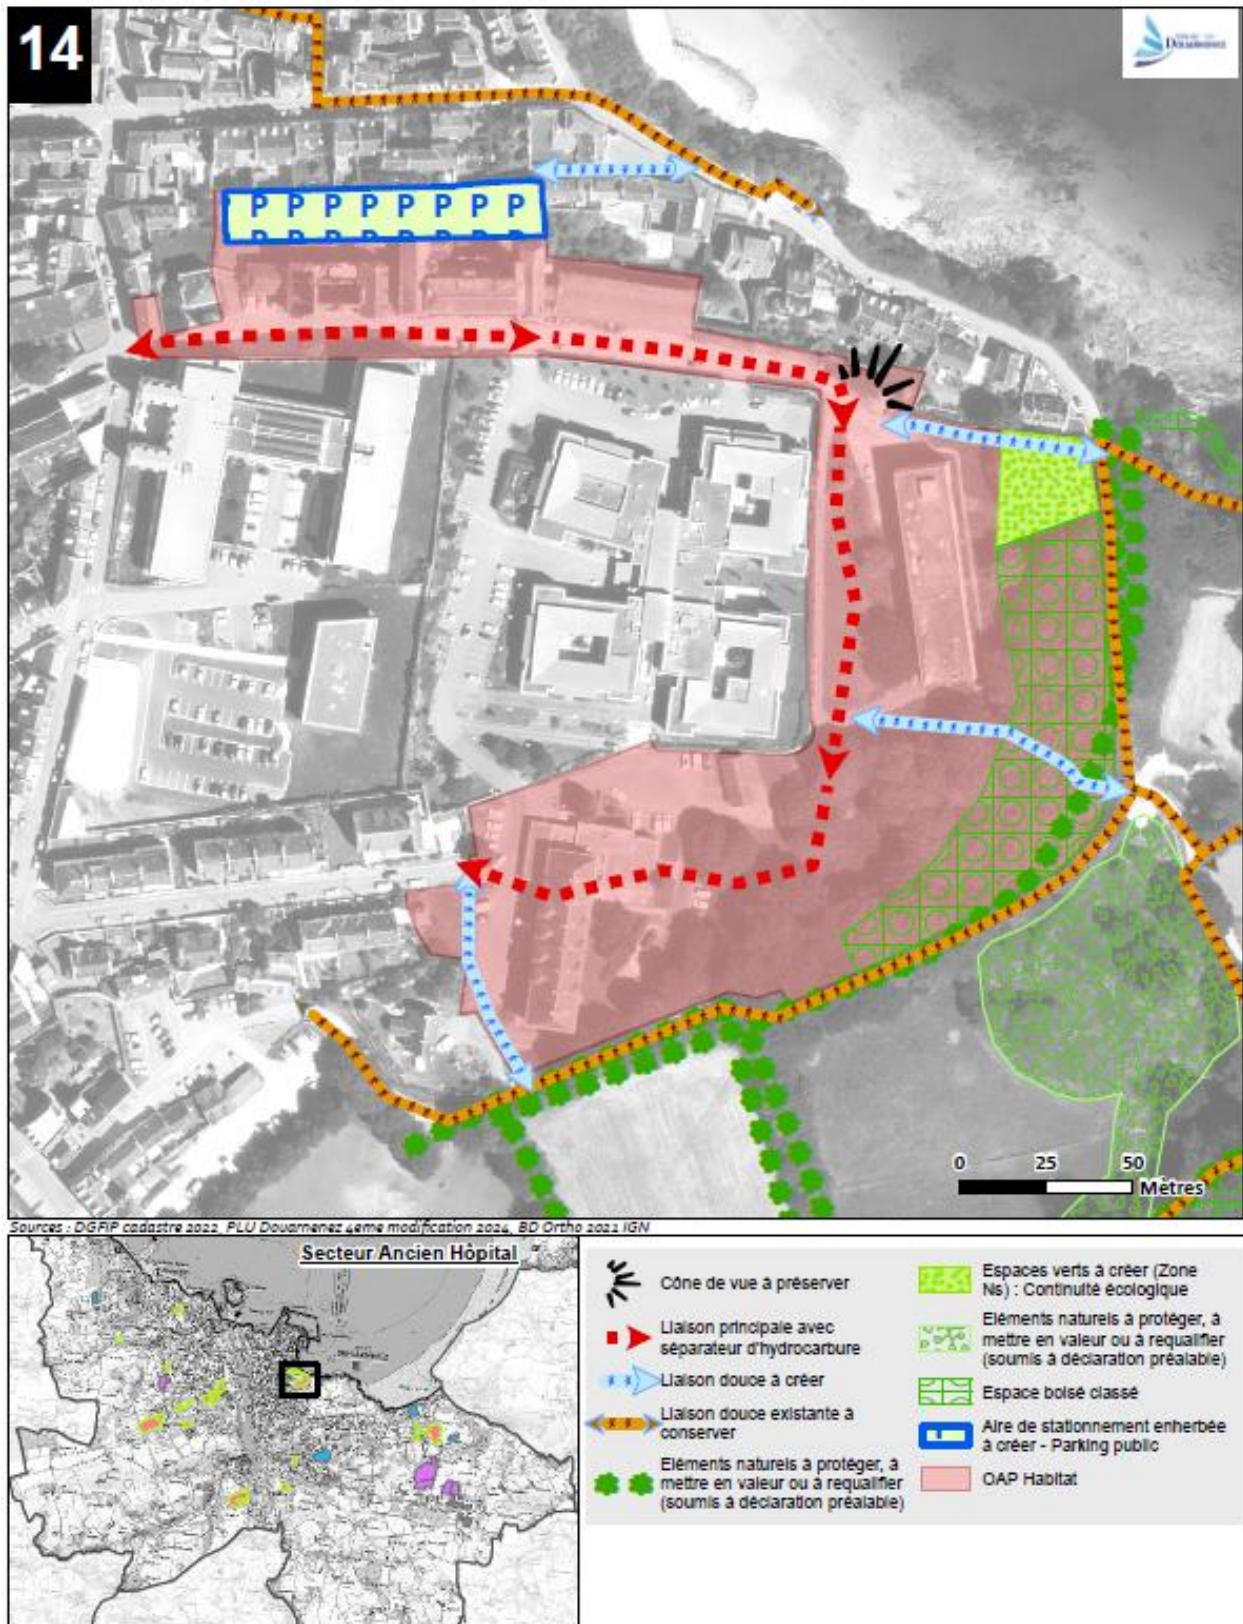 14
DOUARNENEZ
P P P P P P P P
P P P P P P P P
0 25 50
Mètres
Sources : DGFIP cadastre 2022, PLU Douarnenez 4eme modification 2024, BD Ortho 2021 IGN
Secteur Ancien Hôpital
Cône de vue à préserver
Liaison principale avec
séparateur d'hydrocarbure
Liaison douce à créer
Liaison douce existante à
conserver
Eléments naturels à protéger, à
mettre en valeur ou à requalifier
(soumis à déclaration préalable)
Espaces verts à créer (Zone
Ns) : Continuité écologique
Eléments naturels à protéger, à
mettre en valeur ou à requalifier
(soumis à déclaration préalable)
Espace boisé classé
Aire de stationnement enherbée
à créer - Parking public
OAP Habitat